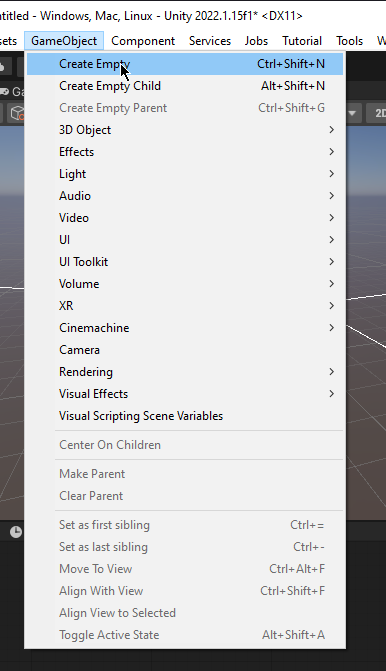 ntitled - Windows, Mac, Linux - Unity 2022.1.15f1* <DX11>
sets GameObject Component Services Jobs Tutorial Tools W
Create Empty Ctrl+Shift+N
Create Empty Child Alt+Shift+N
Create Empty Parent Ctrl+Shift+G
3D Object
Effects
Light
Audio
Video
UI
UI Toolkit
Volume
XR
Cinemachine
Camera
Rendering
Visual Effects
Visual Scripting Scene Variables
Center On Children
Make Parent
Clear Parent
Set as first sibling Ctrl+=
Set as last sibling Ctrl+-
Move To View Ctrl+Alt+F
Align With View Ctrl+Shift+F
Align View to Selected
Toggle Active State Alt+Shift+A
Ga
2D